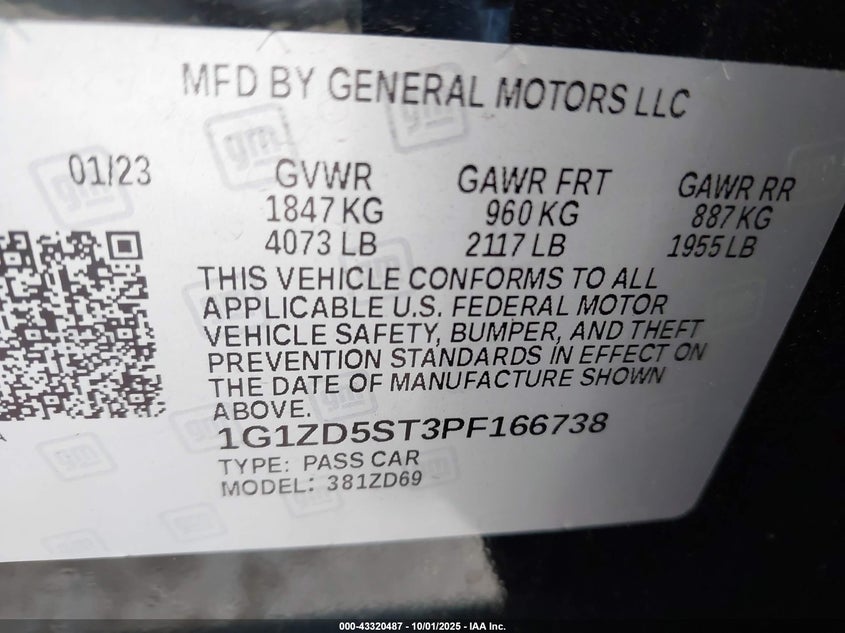 MFD BY GENERAL MOTORS LLC
01/23 GVWR GAWR FRT GAWR RR
1847 KG 960 KG 887 KG
4073 LB 2117 LB 1955 LB
THIS VEHICLE CONFORMS TO ALL
APPLICABLE U.S. FEDERAL MOTOR
VEHICLE SAFETY, BUMPER, AND THEFT
PREVENTION STANDARDS IN EFFECT ON
THE DATE OF MANUFACTURE SHOWN
ABOVE.
1G1ZD5ST3PF166738
TYPE: PASS CAR
MODEL: 381ZD69
gm
gm
gm
000-43320487 - 10/01/2025 - IAA Inc.